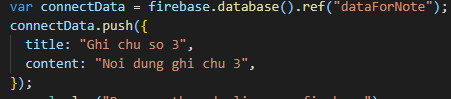 var connectData = firebase.database().ref("dataForNote");
connectData.push({
  title: "Ghi chu so 3",
  content: "Noi dung ghi chu 3",
});